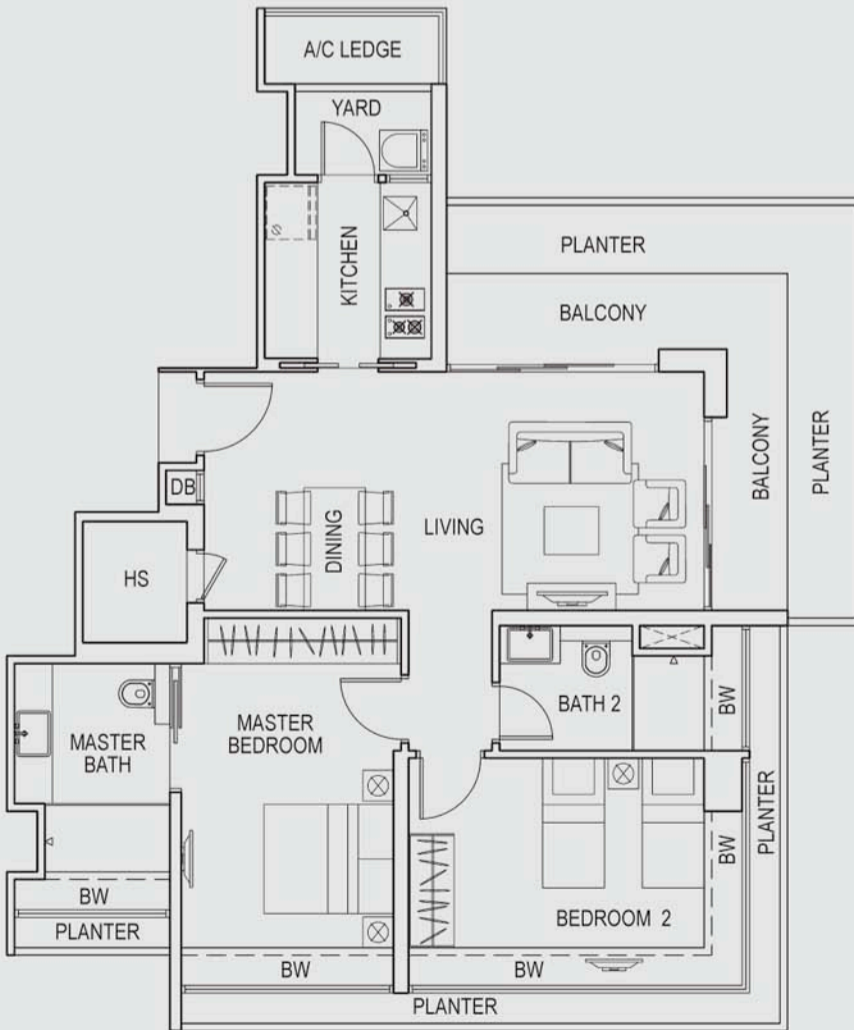 A/C LEDGE
YARD
KITCHEN
PLANTER
BALCONY
BALCONY
PLANTER
DB
DINING
LIVING
HS
MASTER
BATH
MASTER
BEDROOM
BATH 2
BW
PLANTER
BW
BW
PLANTER
BEDROOM 2
BW
BW
PLANTER